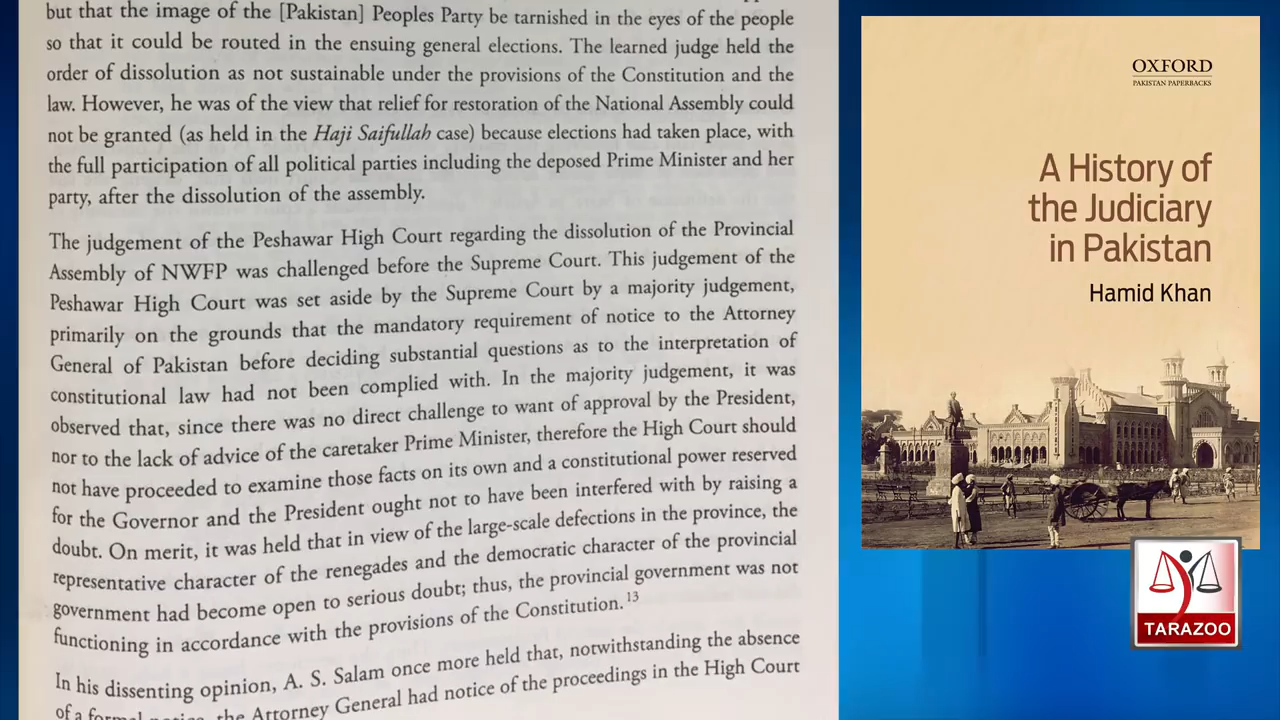 but that the image of the [Pakistan] Peoples Party be tarnished in the eyes of the people
so that it could be routed in the ensuing general elections. The learned judge held the
order of dissolution as not sustainable under the provisions of the Constitution and the
law. However, he was of the view that relief for restoration of the National Assembly could
not be granted (as held in the Haji Saifullah case) because elections had taken place, with
the full participation of all political parties including the deposed Prime Minister and her
party, after the dissolution of the assembly.
The judgement of the Peshawar High Court regarding the dissolution of the Provincial
Assembly of NWFP was challenged before the Supreme Court. This judgement of the
Peshawar High Court was set aside by the Supreme Court by a majority judgement,
primarily on the grounds that the mandatory requirement of notice to the Attorney
General of Pakistan before deciding substantial questions as to the interpretation of
constitutional law had not been complied with. In the majority judgement, it was
observed that, since there was no direct challenge to want of approval by the President,
nor to the lack of advice of the caretaker Prime Minister, therefore the High Court should
not have proceeded to examine those facts on its own and a constitutional power reserved
for the Governor and the President ought not to have been interfered with by raising a
doubt. On merit, it was held that in view of the large-scale defections in the province, the
representative character of the renegades and the democratic character of the provincial
government had become open to serious doubt; thus, the provincial government was not
functioning in accordance with the provisions of the Constitution.13
In his dissenting opinion, A. S. Salam once more held that, notwithstanding the absence
of a formal notice, the Attorney General had notice of the proceedings in the High Court
OXFORD
PAKISTAN PAPERBACKS
A History of
the Judiciary
in Pakistan
Hamid Khan
TARAZOO